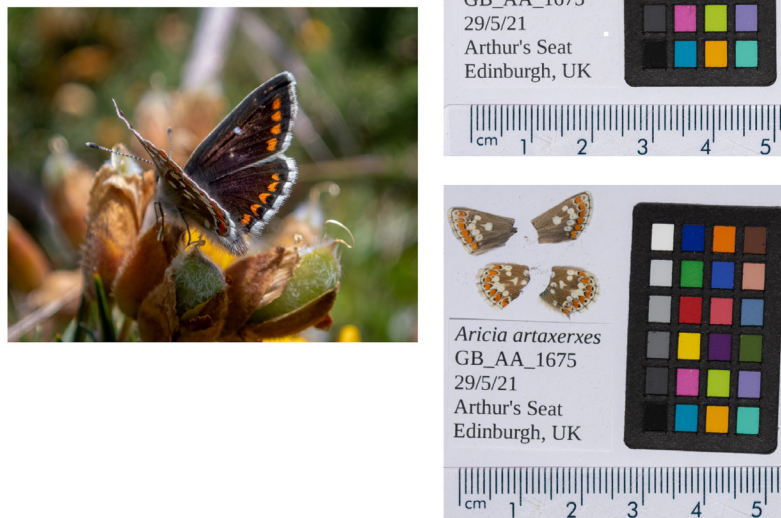 GB_AA_1675
29/5/21
Arthur's Seat
Edinburgh, UK
cm 1 2 3 4 5
Aricia artaxerxes
GB_AA_1675
29/5/21
Arthur's Seat
Edinburgh, UK
cm 1 2 3 4 5